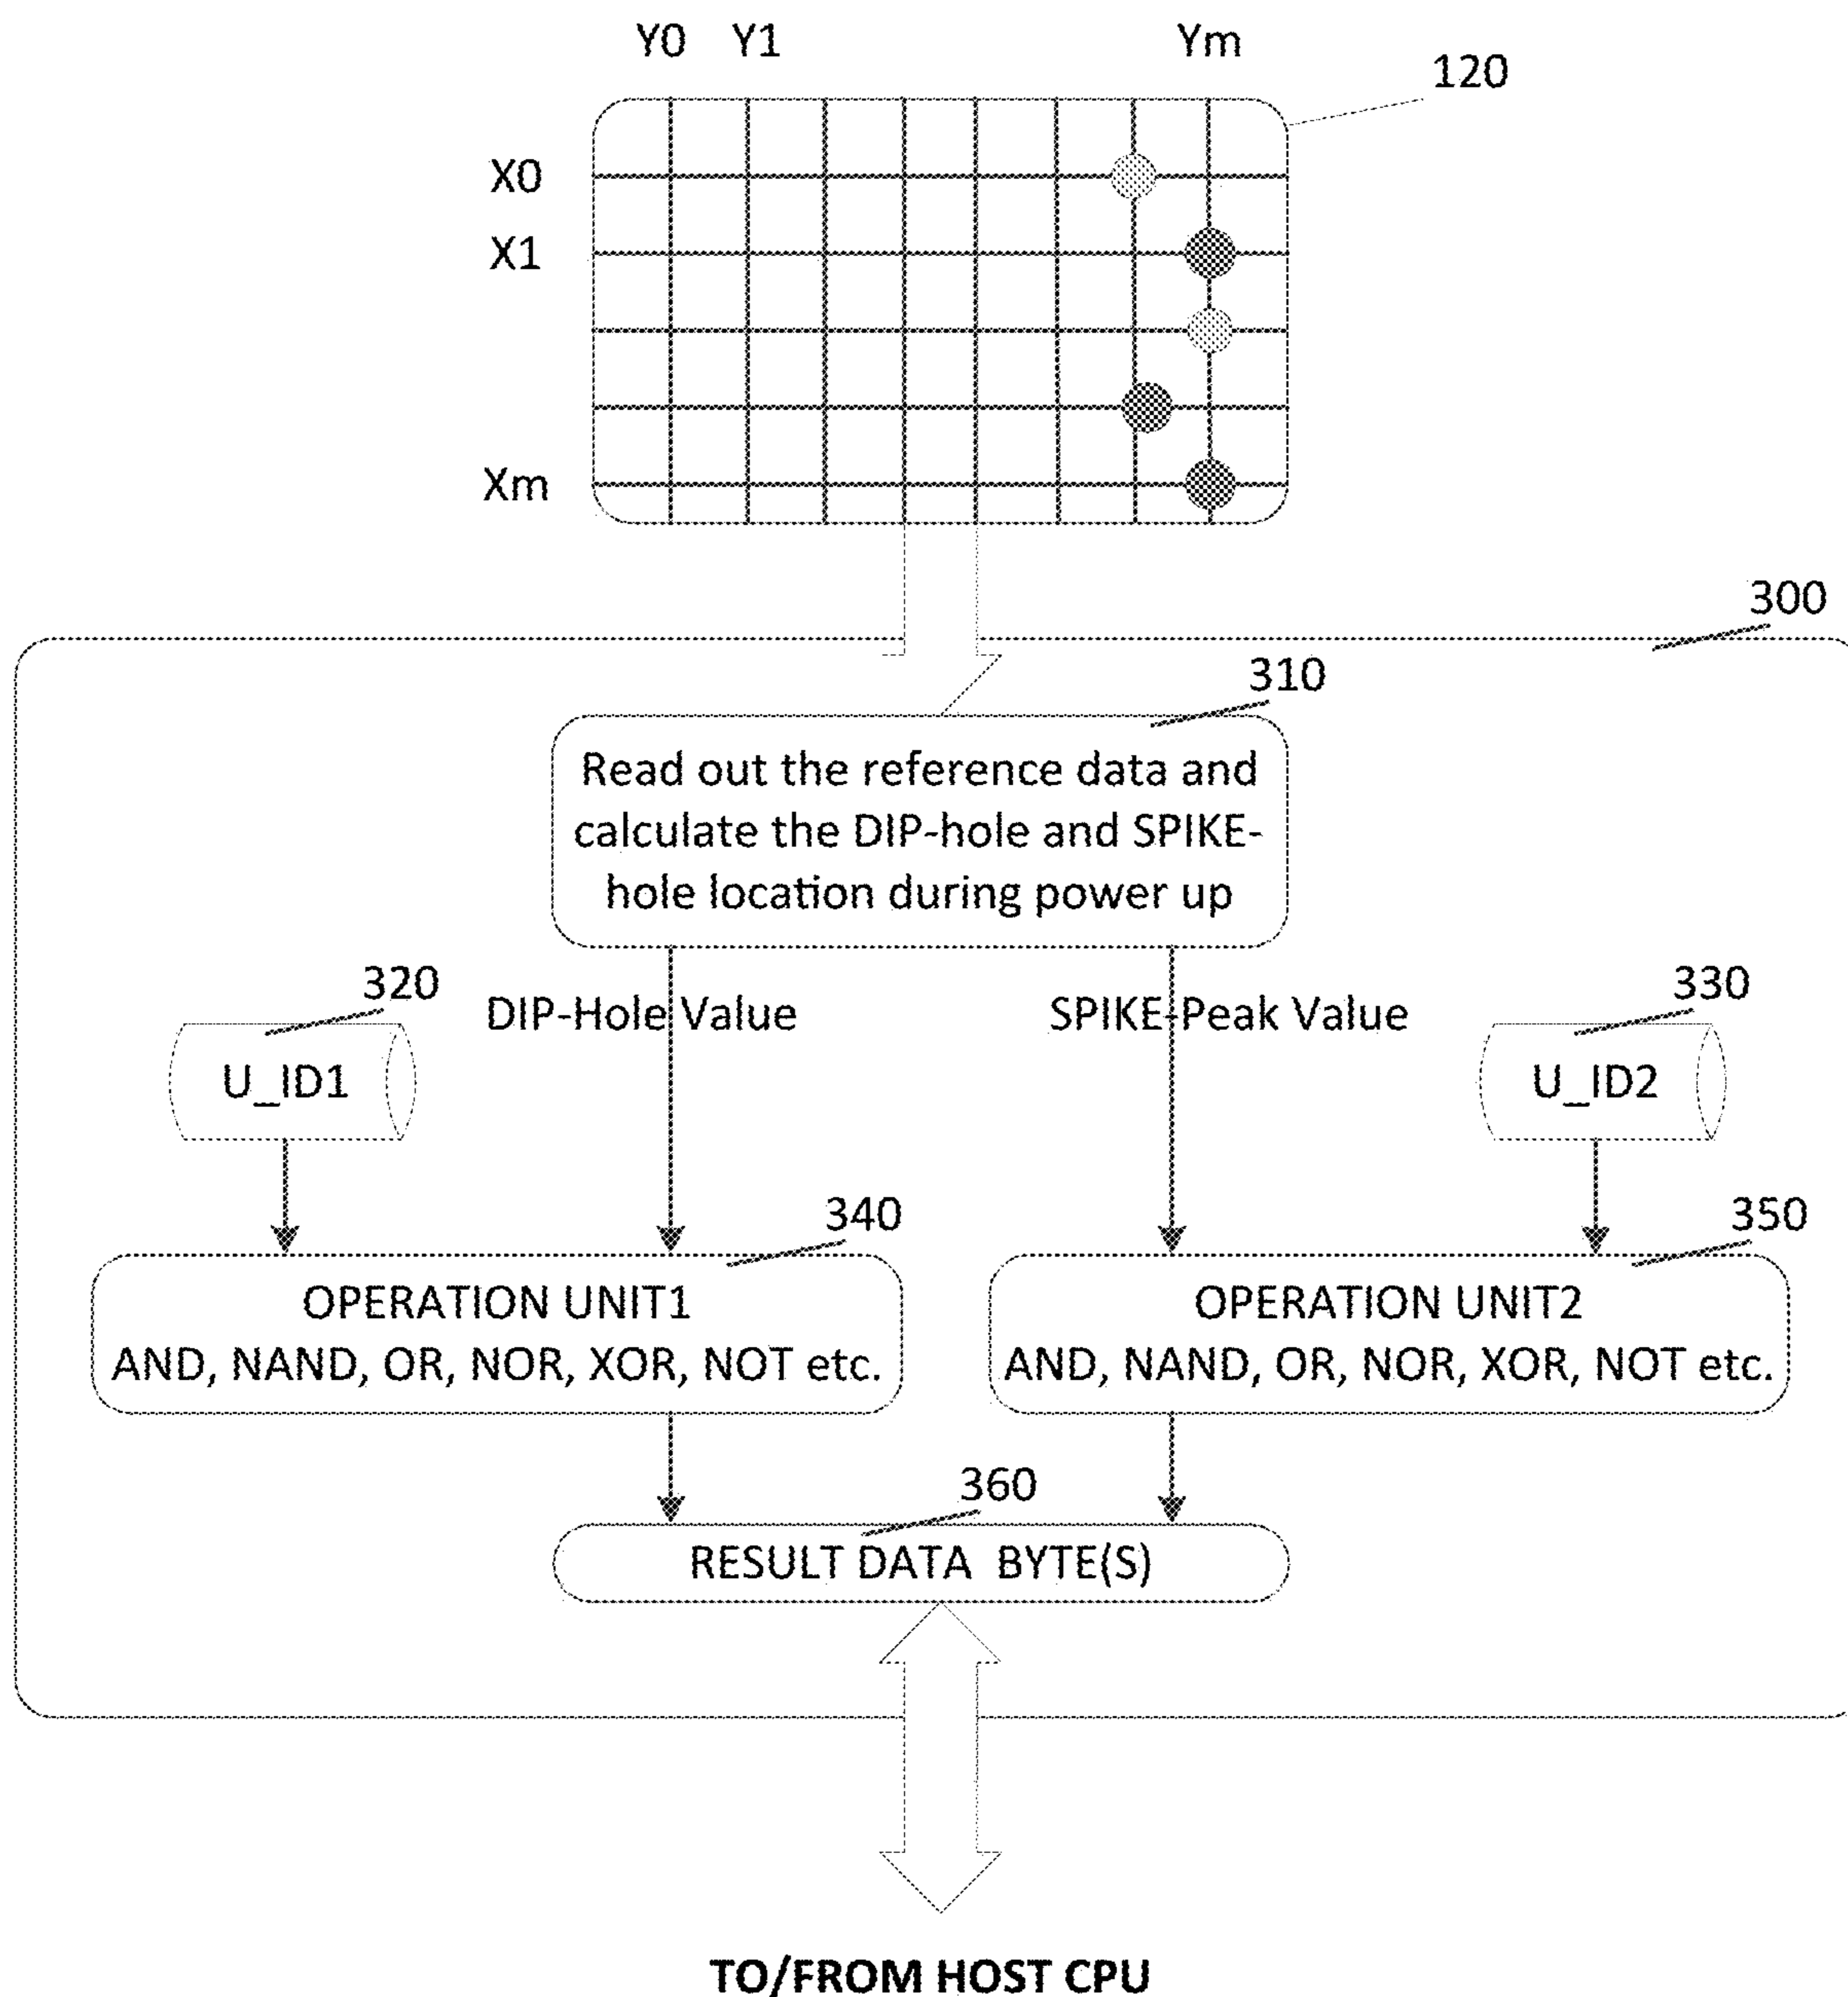 Y0 Y1 Ym
120
X0
X1
Xm
300
310
Read out the reference data and
calculate the DIP-hole and SPIKE-
hole location during power up
320
DIP-Hole Value
SPIKE-Peak Value
330
U_ID1
U_ID2
340
350
OPERATION UNIT1
AND, NAND, OR, NOR, XOR, NOT etc.
OPERATION UNIT2
AND, NAND, OR, NOR, XOR, NOT etc.
360
RESULT DATA BYTE(S)
TO/FROM HOST CPU